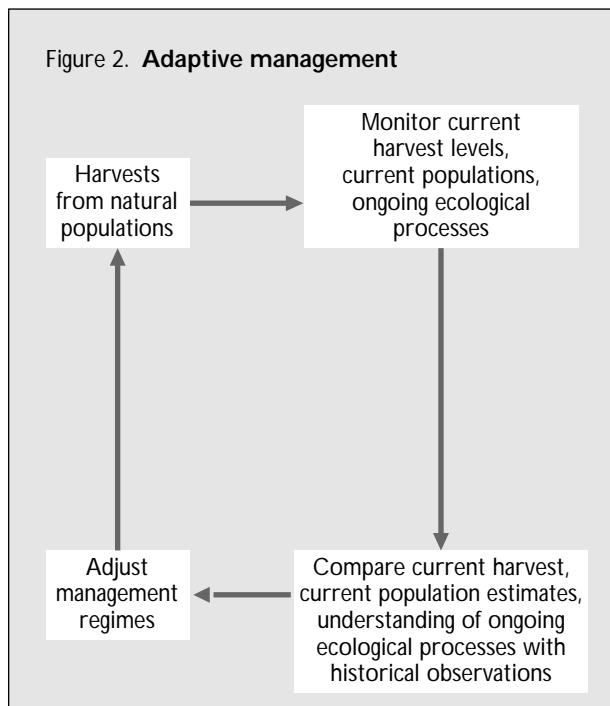 Figure 2. Adaptive management
Harvests
from natural
populations
Monitor current
harvest levels,
current populations,
ongoing ecological
processes
Adjust
management
regimes
Compare current harvest,
current population estimates,
understanding of ongoing
ecological processes with
historical observations